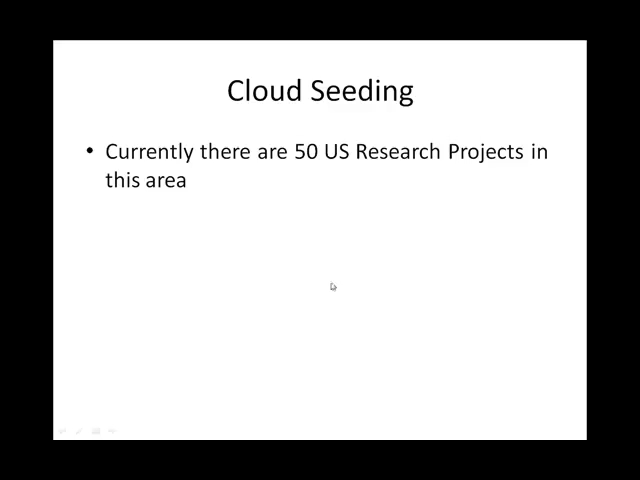 Cloud Seeding
• Currently there are 50 US Research Projects in
this area